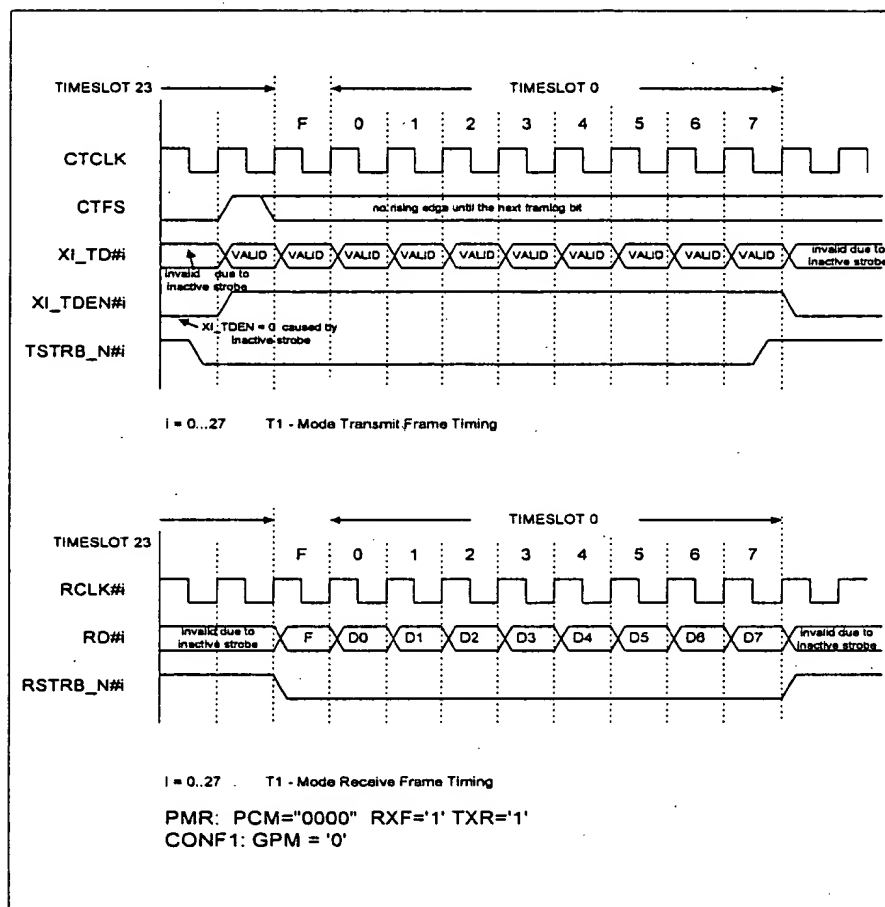 TIMESLOT 23 TIMESLOT 0
F 0 1 2 3 4 5 6 7
CTCLK
CTFS no rising edge until the next framing bit
XI_TD#i VALID VALID VALID VALID VALID VALID VALID VALID VALID VALID invalid due to
inactive strobe
invalid due to
inactive strobe
XI_TDEN#i
XI_TDEN = 0 caused by
inactive strobe
TSTRB_N#i
i = 0...27 T1 - Mode Transmit Frame Timing
TIMESLOT 0
TIMESLOT 23
F 0 1 2 3 4 5 6 7
RCLK#i
RD#i invalid due to
inactive strobe
F D0 D1 D2 D3 D4 D5 D6 D7 invalid due to
inactive strobe
RSTRB_N#i
i = 0..27 T1 - Mode Receive Frame Timing
PMR: PCM="0000" RXF='1' TXR='1'
CONF1: GPM = '0'